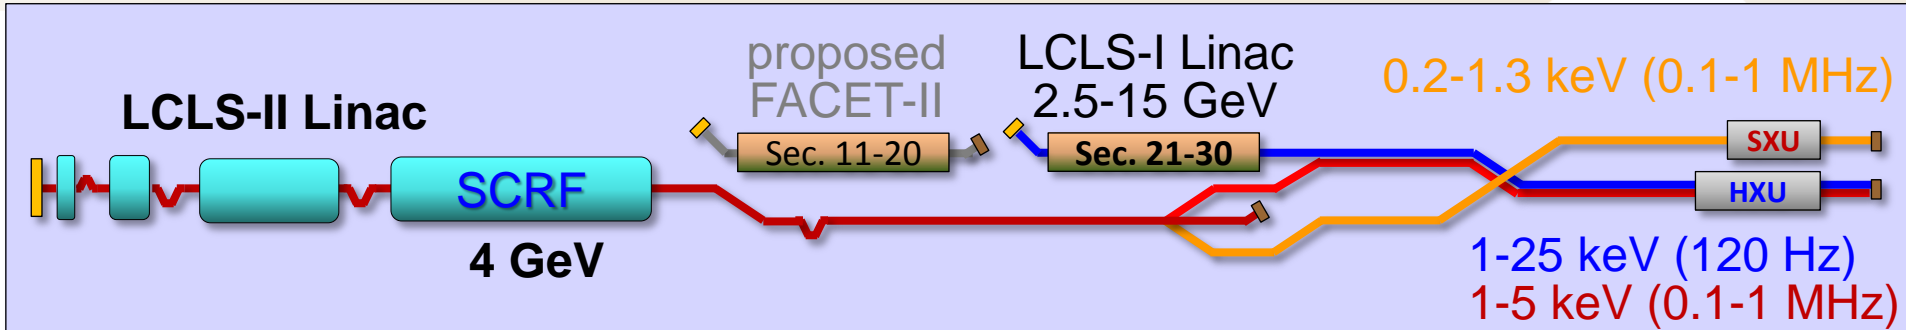 LCLS-II Linac
SCRF
4 GeV
proposed
FACET-II
Sec. 11-20
LCLS-I Linac
2.5-15 GeV
Sec. 21-30
0.2-1.3 keV (0.1-1 MHz)
SXU
HXU
1-25 keV (120 Hz)
1-5 keV (0.1-1 MHz)